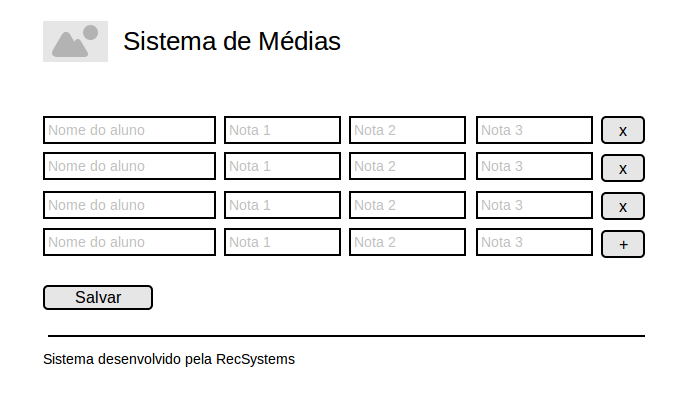 Sistema de Médias
Nome do aluno Nota 1 Nota 2 Nota 3 x
Nome do aluno Nota 1 Nota 2 Nota 3 x
Nome do aluno Nota 1 Nota 2 Nota 3 x
Nome do aluno Nota 1 Nota 2 Nota 3 +
Salvar
Sistema desenvolvido pela RecSystems